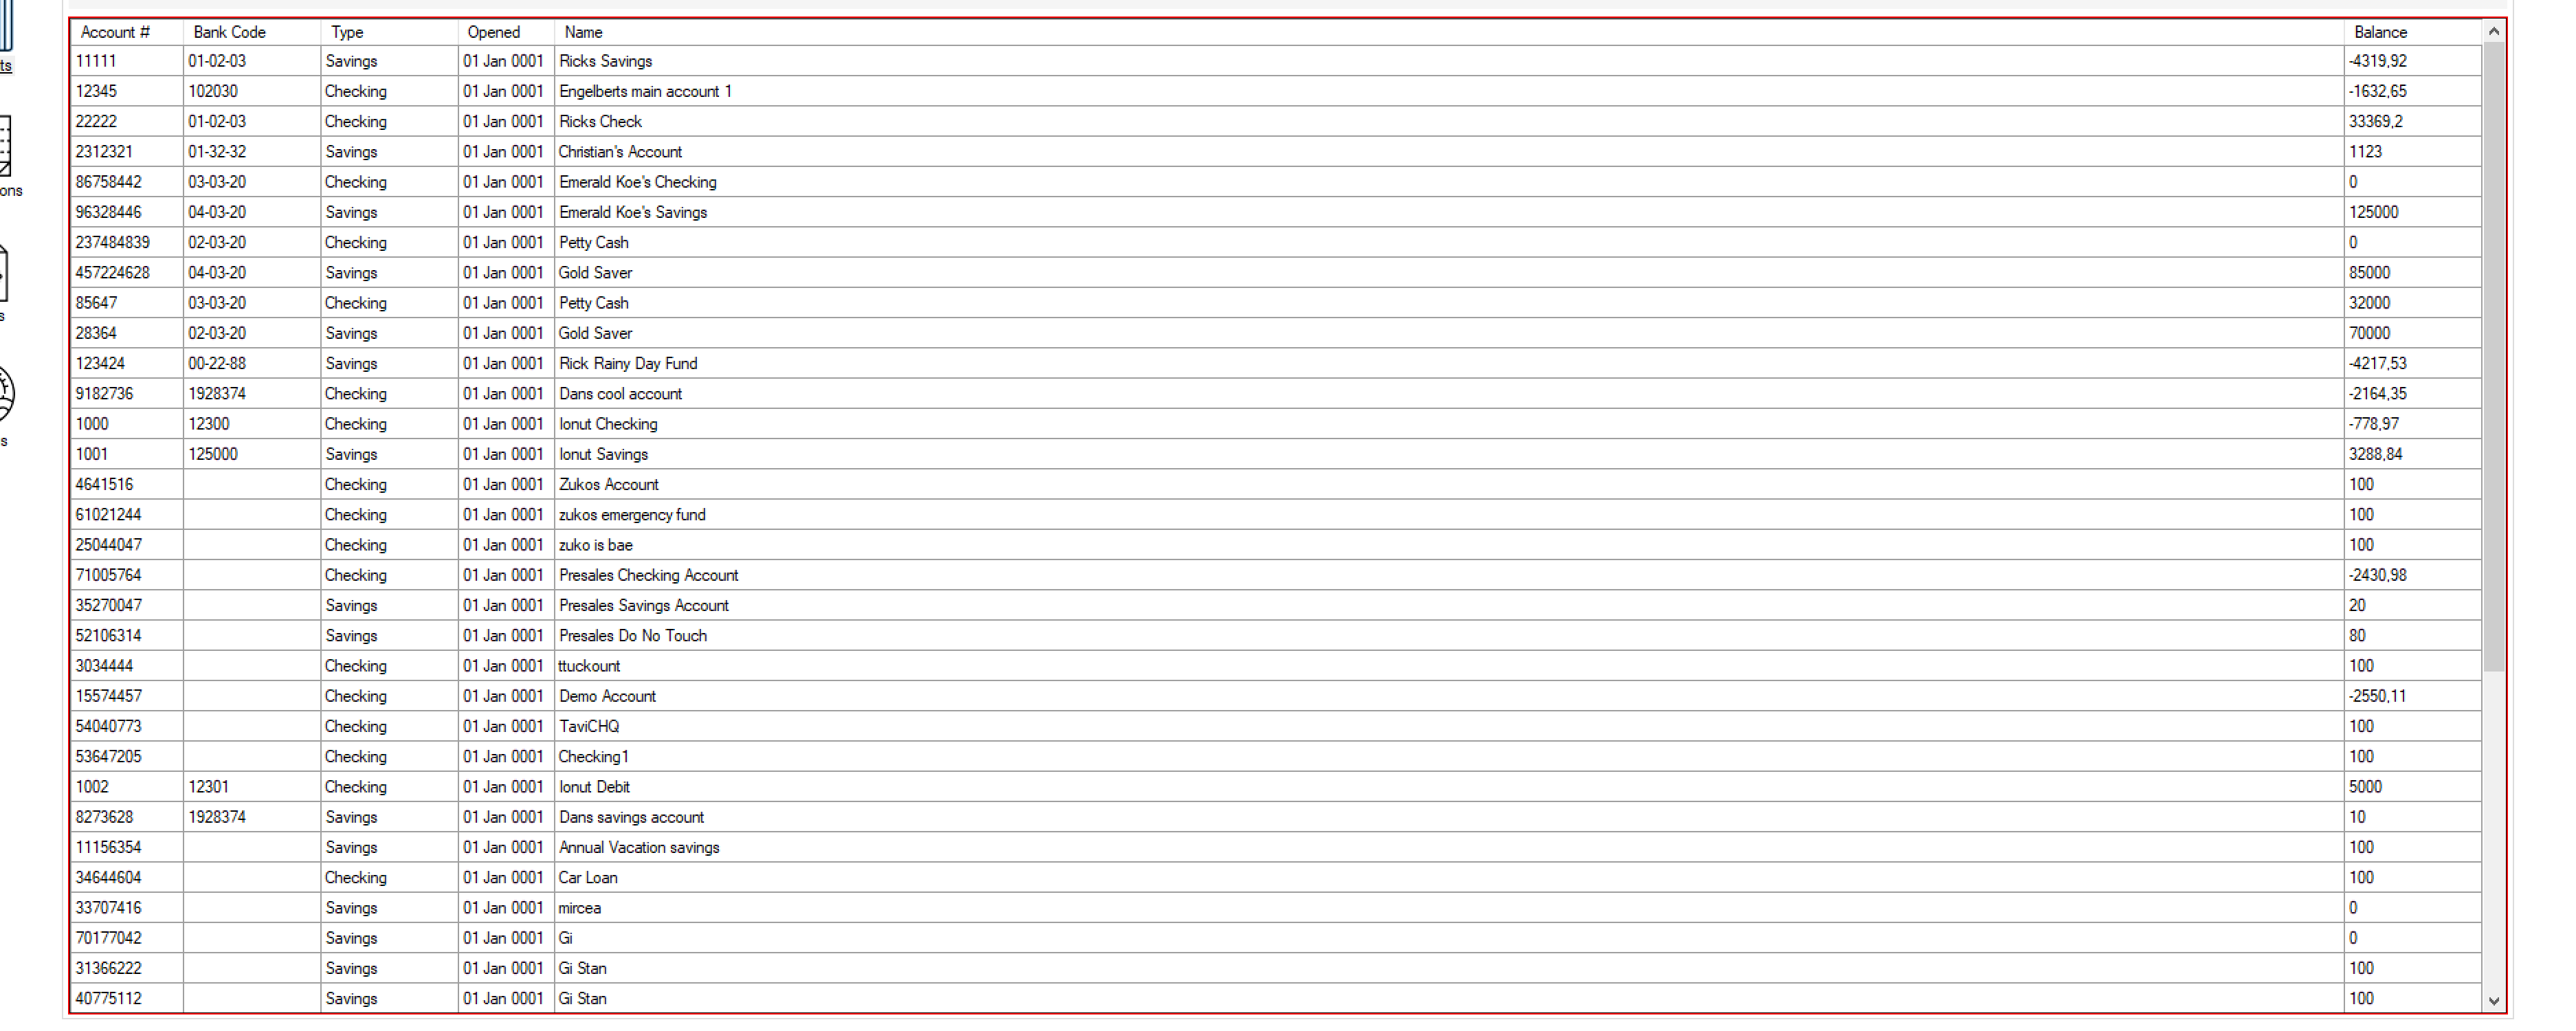 ts
ons
s
s
Account # Bank Code Type Opened Name Balance
11111 01-02-03 Savings 01 Jan 0001 Ricks Savings -4319,92
12345 102030 Checking 01 Jan 0001 Engelberts main account 1 -1632,65
22222 01-02-03 Checking 01 Jan 0001 Ricks Check 33369,2
2312321 01-32-32 Savings 01 Jan 0001 Christian's Account 1123
86758442 03-03-20 Checking 01 Jan 0001 Emerald Koe's Checking 0
96328446 04-03-20 Savings 01 Jan 0001 Emerald Koe's Savings 125000
237484839 02-03-20 Checking 01 Jan 0001 Petty Cash 0
457224628 04-03-20 Savings 01 Jan 0001 Gold Saver 85000
85647 03-03-20 Checking 01 Jan 0001 Petty Cash 32000
28364 02-03-20 Savings 01 Jan 0001 Gold Saver 70000
123424 00-22-88 Savings 01 Jan 0001 Rick Rainy Day Fund -4217,53
9182736 1928374 Checking 01 Jan 0001 Dans cool account -2164,35
1000 12300 Checking 01 Jan 0001 Ionut Checking -778,97
1001 125000 Savings 01 Jan 0001 Ionut Savings 3288,84
4641516 Checking 01 Jan 0001 Zukos Account 100
61021244 Checking 01 Jan 0001 zukos emergency fund 100
25044047 Checking 01 Jan 0001 zuko is bae 100
71005764 Checking 01 Jan 0001 Presales Checking Account -2430,98
35270047 Savings 01 Jan 0001 Presales Savings Account 20
52106314 Savings 01 Jan 0001 Presales Do No Touch 80
3034444 Checking 01 Jan 0001 ttuckount 100
15574457 Checking 01 Jan 0001 Demo Account -2550,11
54040773 Checking 01 Jan 0001 TaviCHQ 100
53647205 Checking 01 Jan 0001 Checking1 100
1002 12301 Checking 01 Jan 0001 Ionut Debit 5000
8273628 1928374 Savings 01 Jan 0001 Dans savings account 10
11156354 Savings 01 Jan 0001 Annual Vacation savings 100
34644604 Checking 01 Jan 0001 Car Loan 100
33707416 Savings 01 Jan 0001 mircea 0
70177042 Savings 01 Jan 0001 Gi 0
31366222 Savings 01 Jan 0001 Gi Stan 100
40775112 Savings 01 Jan 0001 Gi Stan 100